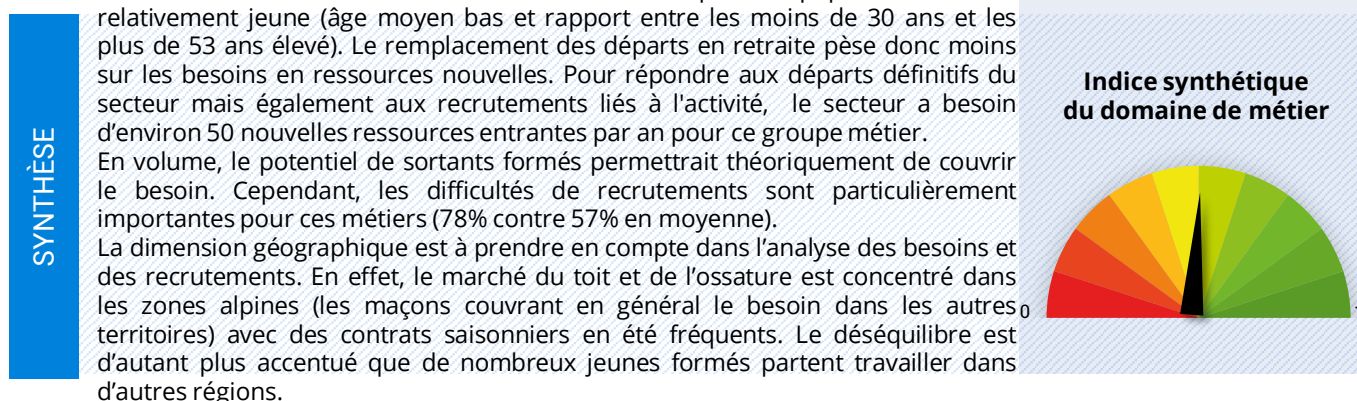 relativement jeune (âge moyen bas et rapport entre les moins de 30 ans et les
plus de 53 ans élevé). Le remplacement des départs en retraite pèse donc moins
sur les besoins en ressources nouvelles. Pour répondre aux départs définitifs du
secteur mais également aux recrutements liés à l'activité, le secteur a besoin
d’environ 50 nouvelles ressources entrantes par an pour ce groupe métier.
En volume, le potentiel de sortants formés permettrait théoriquement de couvrir
le besoin. Cependant, les difficultés de recrutements sont particulièrement
importantes pour ces métiers (78% contre 57% en moyenne).
La dimension géographique est à prendre en compte dans l’analyse des besoins et
des recrutements. En effet, le marché du toit et de l’ossature est concentré dans
les zones alpines (les maçons couvrant en général le besoin dans les autres
territoires) avec des contrats saisonniers en été fréquents. Le déséquilibre est
d’autant plus accentué que de nombreux jeunes formés partent travailler dans
d’autres régions.
SYNTHÈSE
Indice synthétique
du domaine de métier
0